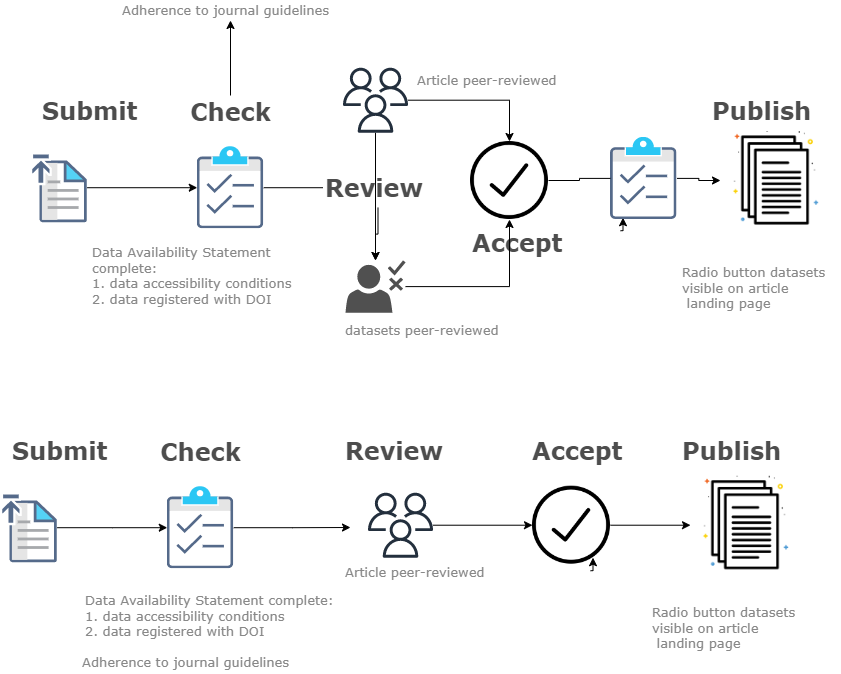 Adherence to journal guidelines
Submit
Check
Article peer-reviewed
Publish
Review
Accept
Data Availability Statement
complete:
1. data accessibility conditions
2. data registered with DOI
Radio button datasets
visible on article
landing page
datasets peer-reviewed
Submit
Check
Review
Accept
Publish
Article peer-reviewed
Data Availability Statement complete:
1. data accessibility conditions
2. data registered with DOI
Adherence to journal guidelines
Radio button datasets
visible on article
landing page